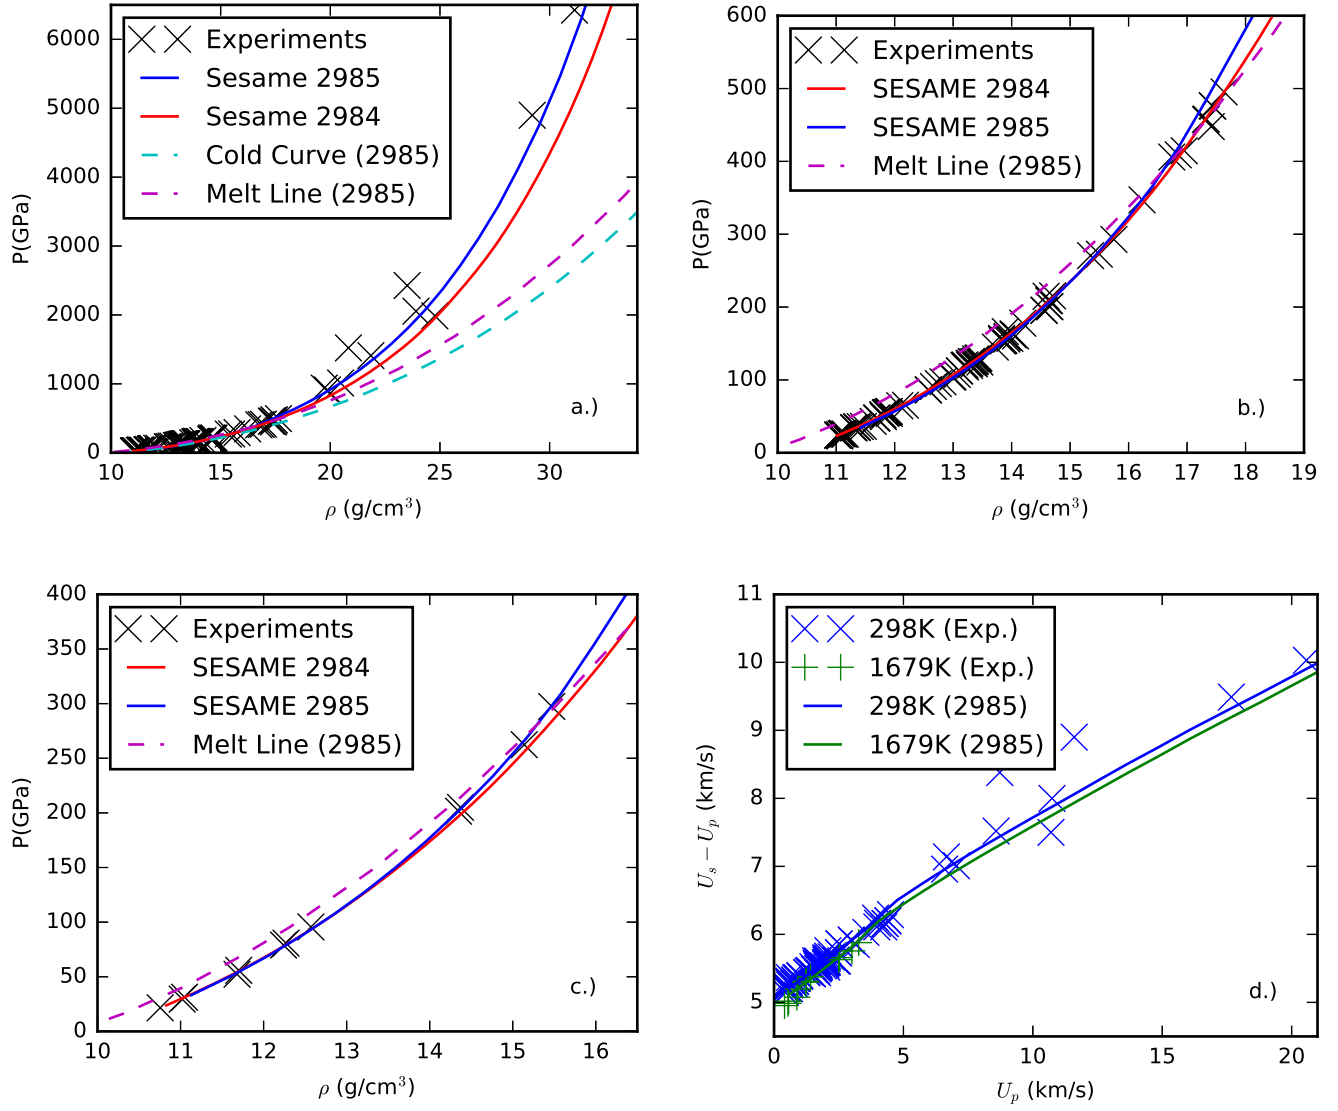 6000
5000
4000
3000
2000
1000
0
P(GPa)
Experiments
Sesame 2985
Sesame 2984
Cold Curve (2985)
Melt Line (2985)
a.)
10 15 20 25 30
ρ (g/cm³)
600
500
400
300
200
100
0
P(GPa)
Experiments
SESAME 2984
SESAME 2985
Melt Line (2985)
b.)
10 11 12 13 14 15 16 17 18 19
ρ (g/cm³)
400
350
300
250
200
150
100
50
0
P(GPa)
Experiments
SESAME 2984
SESAME 2985
Melt Line (2985)
c.)
10 11 12 13 14 15 16
ρ (g/cm³)
11
10
9
8
7
6
5
U_s − U_p (km/s)
298K (Exp.)
1679K (Exp.)
298K (2985)
1679K (2985)
d.)
0 5 10 15 20
U_p (km/s)